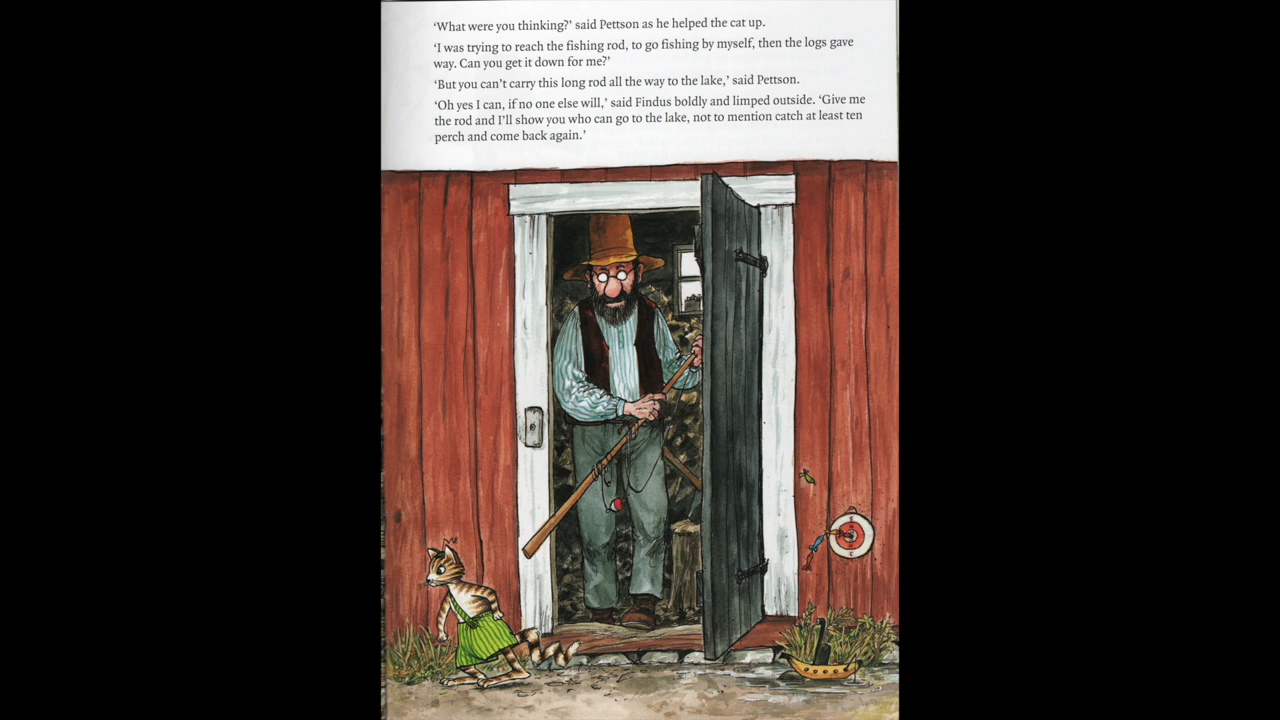 ‘What were you thinking?’ said Pettson as he helped the cat up.
‘I was trying to reach the fishing rod, to go fishing by myself, then the logs gave
way. Can you get it down for me?’
‘But you can’t carry this long rod all the way to the lake,’ said Pettson.
‘Oh yes I can, if no one else will,’ said Findus boldly and limped outside. ‘Give me
the rod and I’ll show you who can go to the lake, not to mention catch at least ten
perch and come back again.’